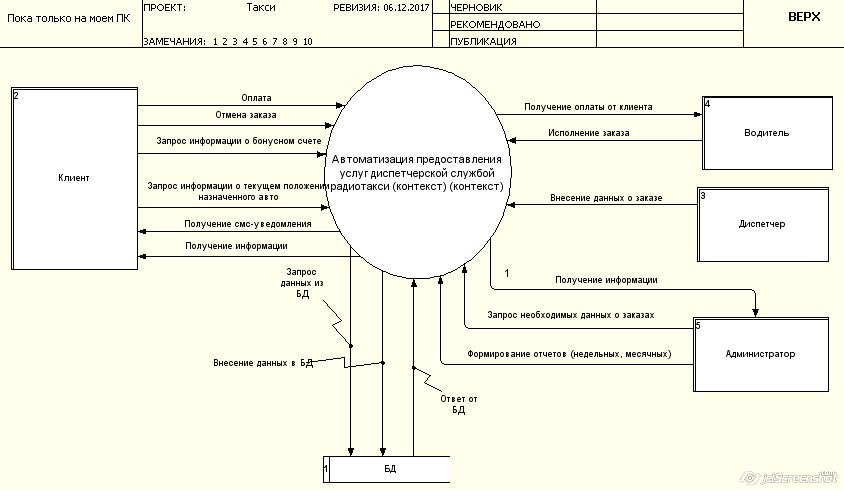 Пока только на моем ПК
ПРОЕКТ: Такси
РЕВИЗИЯ: 06.12.2017
ЗАМЕЧАНИЯ: 1 2 3 4 5 6 7 8 9 10
ЧЕРНОВИК
РЕКОМЕНДОВАНО
ПУБЛИКАЦИЯ
ВЕРХ
2
Клиент
Оплата
Отмена заказа
Запрос информации о бонусном счете
Запрос информации о текущем положении
назначенного авто
Получение смс-уведомления
Получение информации
Автоматизация предоставления
услуг диспетчерской службой
радиотакси (контекст) (контекст)
Получение оплаты от клиента
Исполнение заказа
4
Водитель
Внесение данных о заказе
3
Диспетчер
1
Получение информации
Запрос необходимых данных о заказах
Формирование отчетов (недельных, месячных)
5
Администратор
Запрос
данных из
БД
Внесение данных в БД
Ответ от
БД
1
БД
jetScreenshot